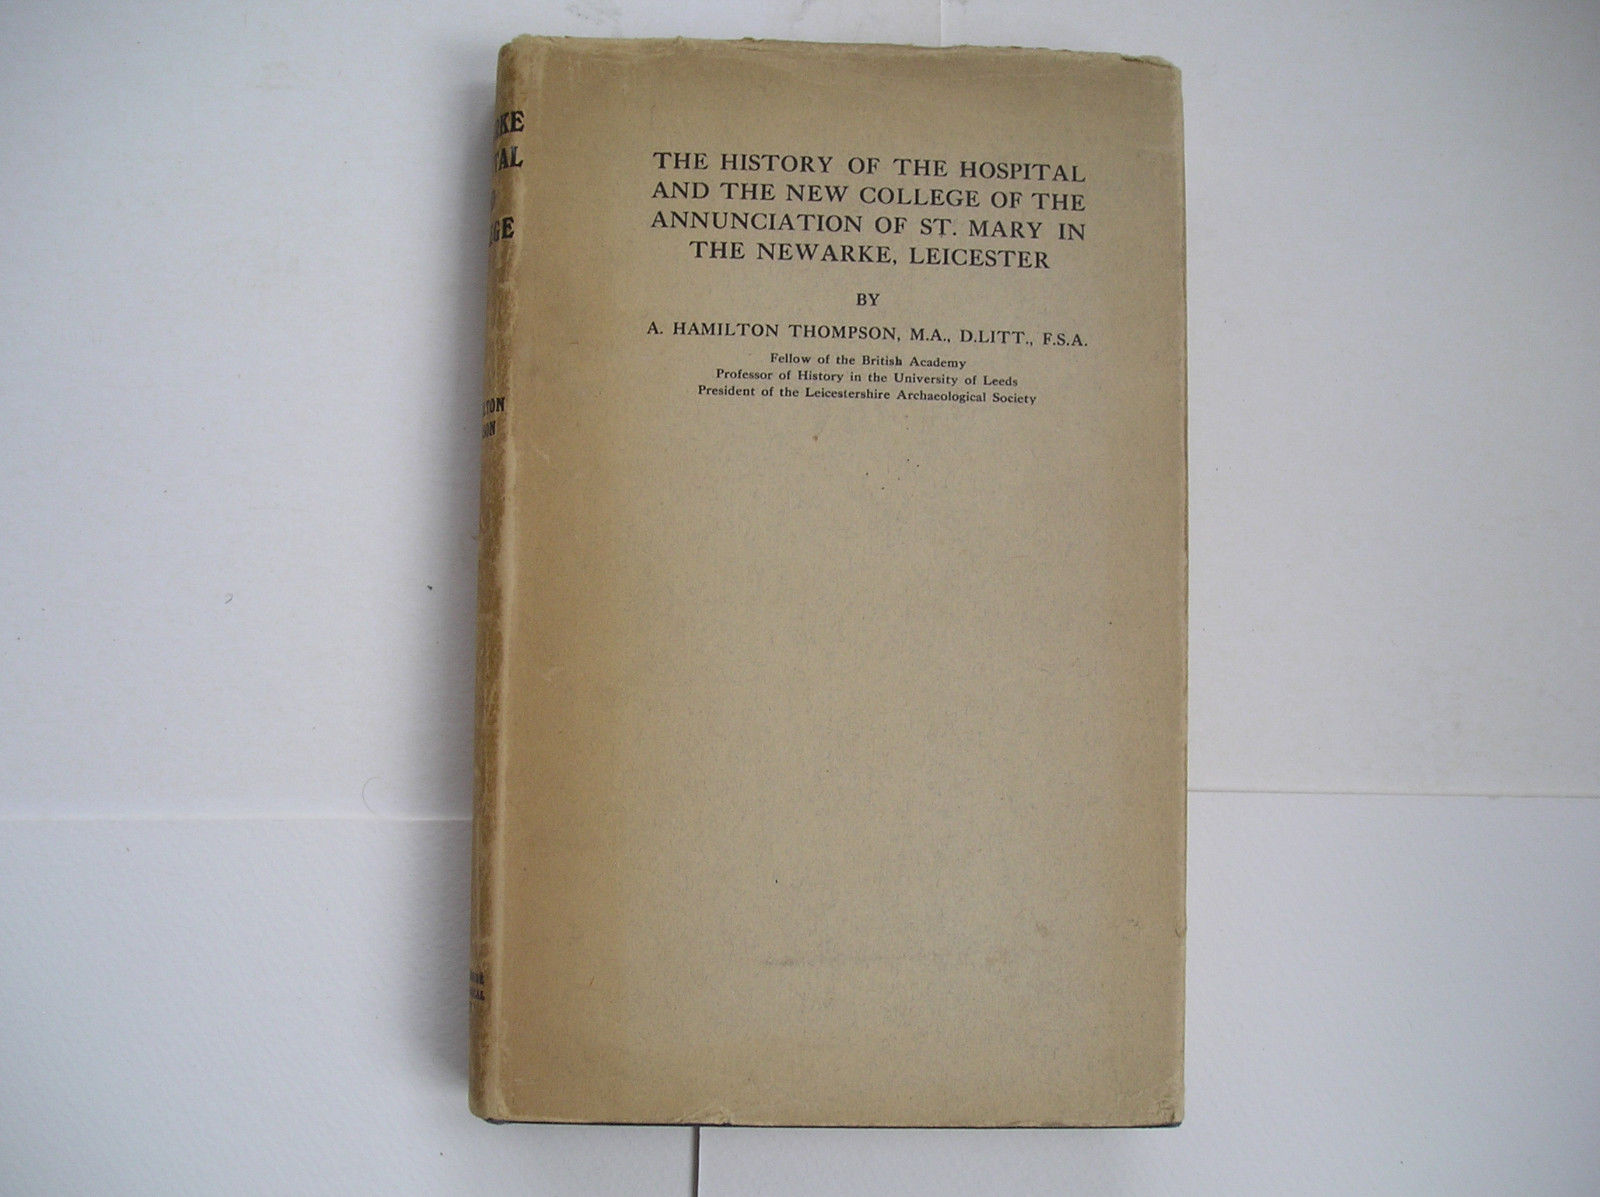 THE HISTORY OF THE HOSPITAL
AND THE NEW COLLEGE OF THE
ANNUNCIATION OF ST. MARY IN
THE NEWARKE, LEICESTER
BY
A. HAMILTON THOMPSON, M.A., D.LITT., F.S.A.
Fellow of the British Academy
Professor of History in the University of Leeds
President of the Leicestershire Archaeological Society